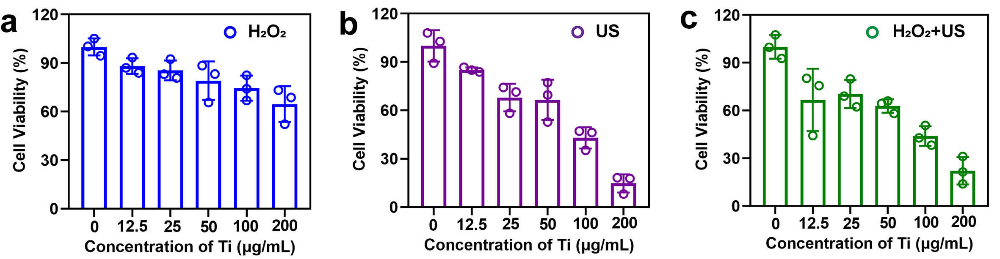 a
120
90
60
30
0
Cell Viability (%)
H₂O₂
0 12.5 25 50 100 200
Concentration of Ti (μg/mL)
b
120
90
60
30
0
Cell Viability (%)
US
0 12.5 25 50 100 200
Concentration of Ti (μg/mL)
c
120
90
60
30
0
Cell Viability (%)
H₂O₂+US
0 12.5 25 50 100 200
Concentration of Ti (μg/mL)